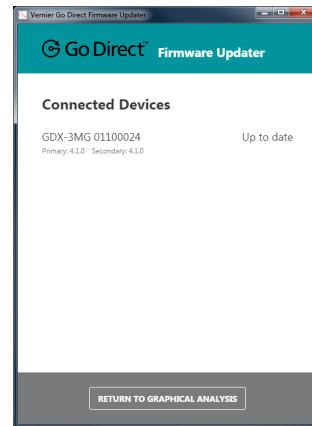 Vernier Go Direct Firmware Updater
Go Direct™ Firmware Updater
Connected Devices
GDX-3MG 01100024 Up to date
Primary: 4.1.0 Secondary: 4.1.0
RETURN TO GRAPHICAL ANALYSIS